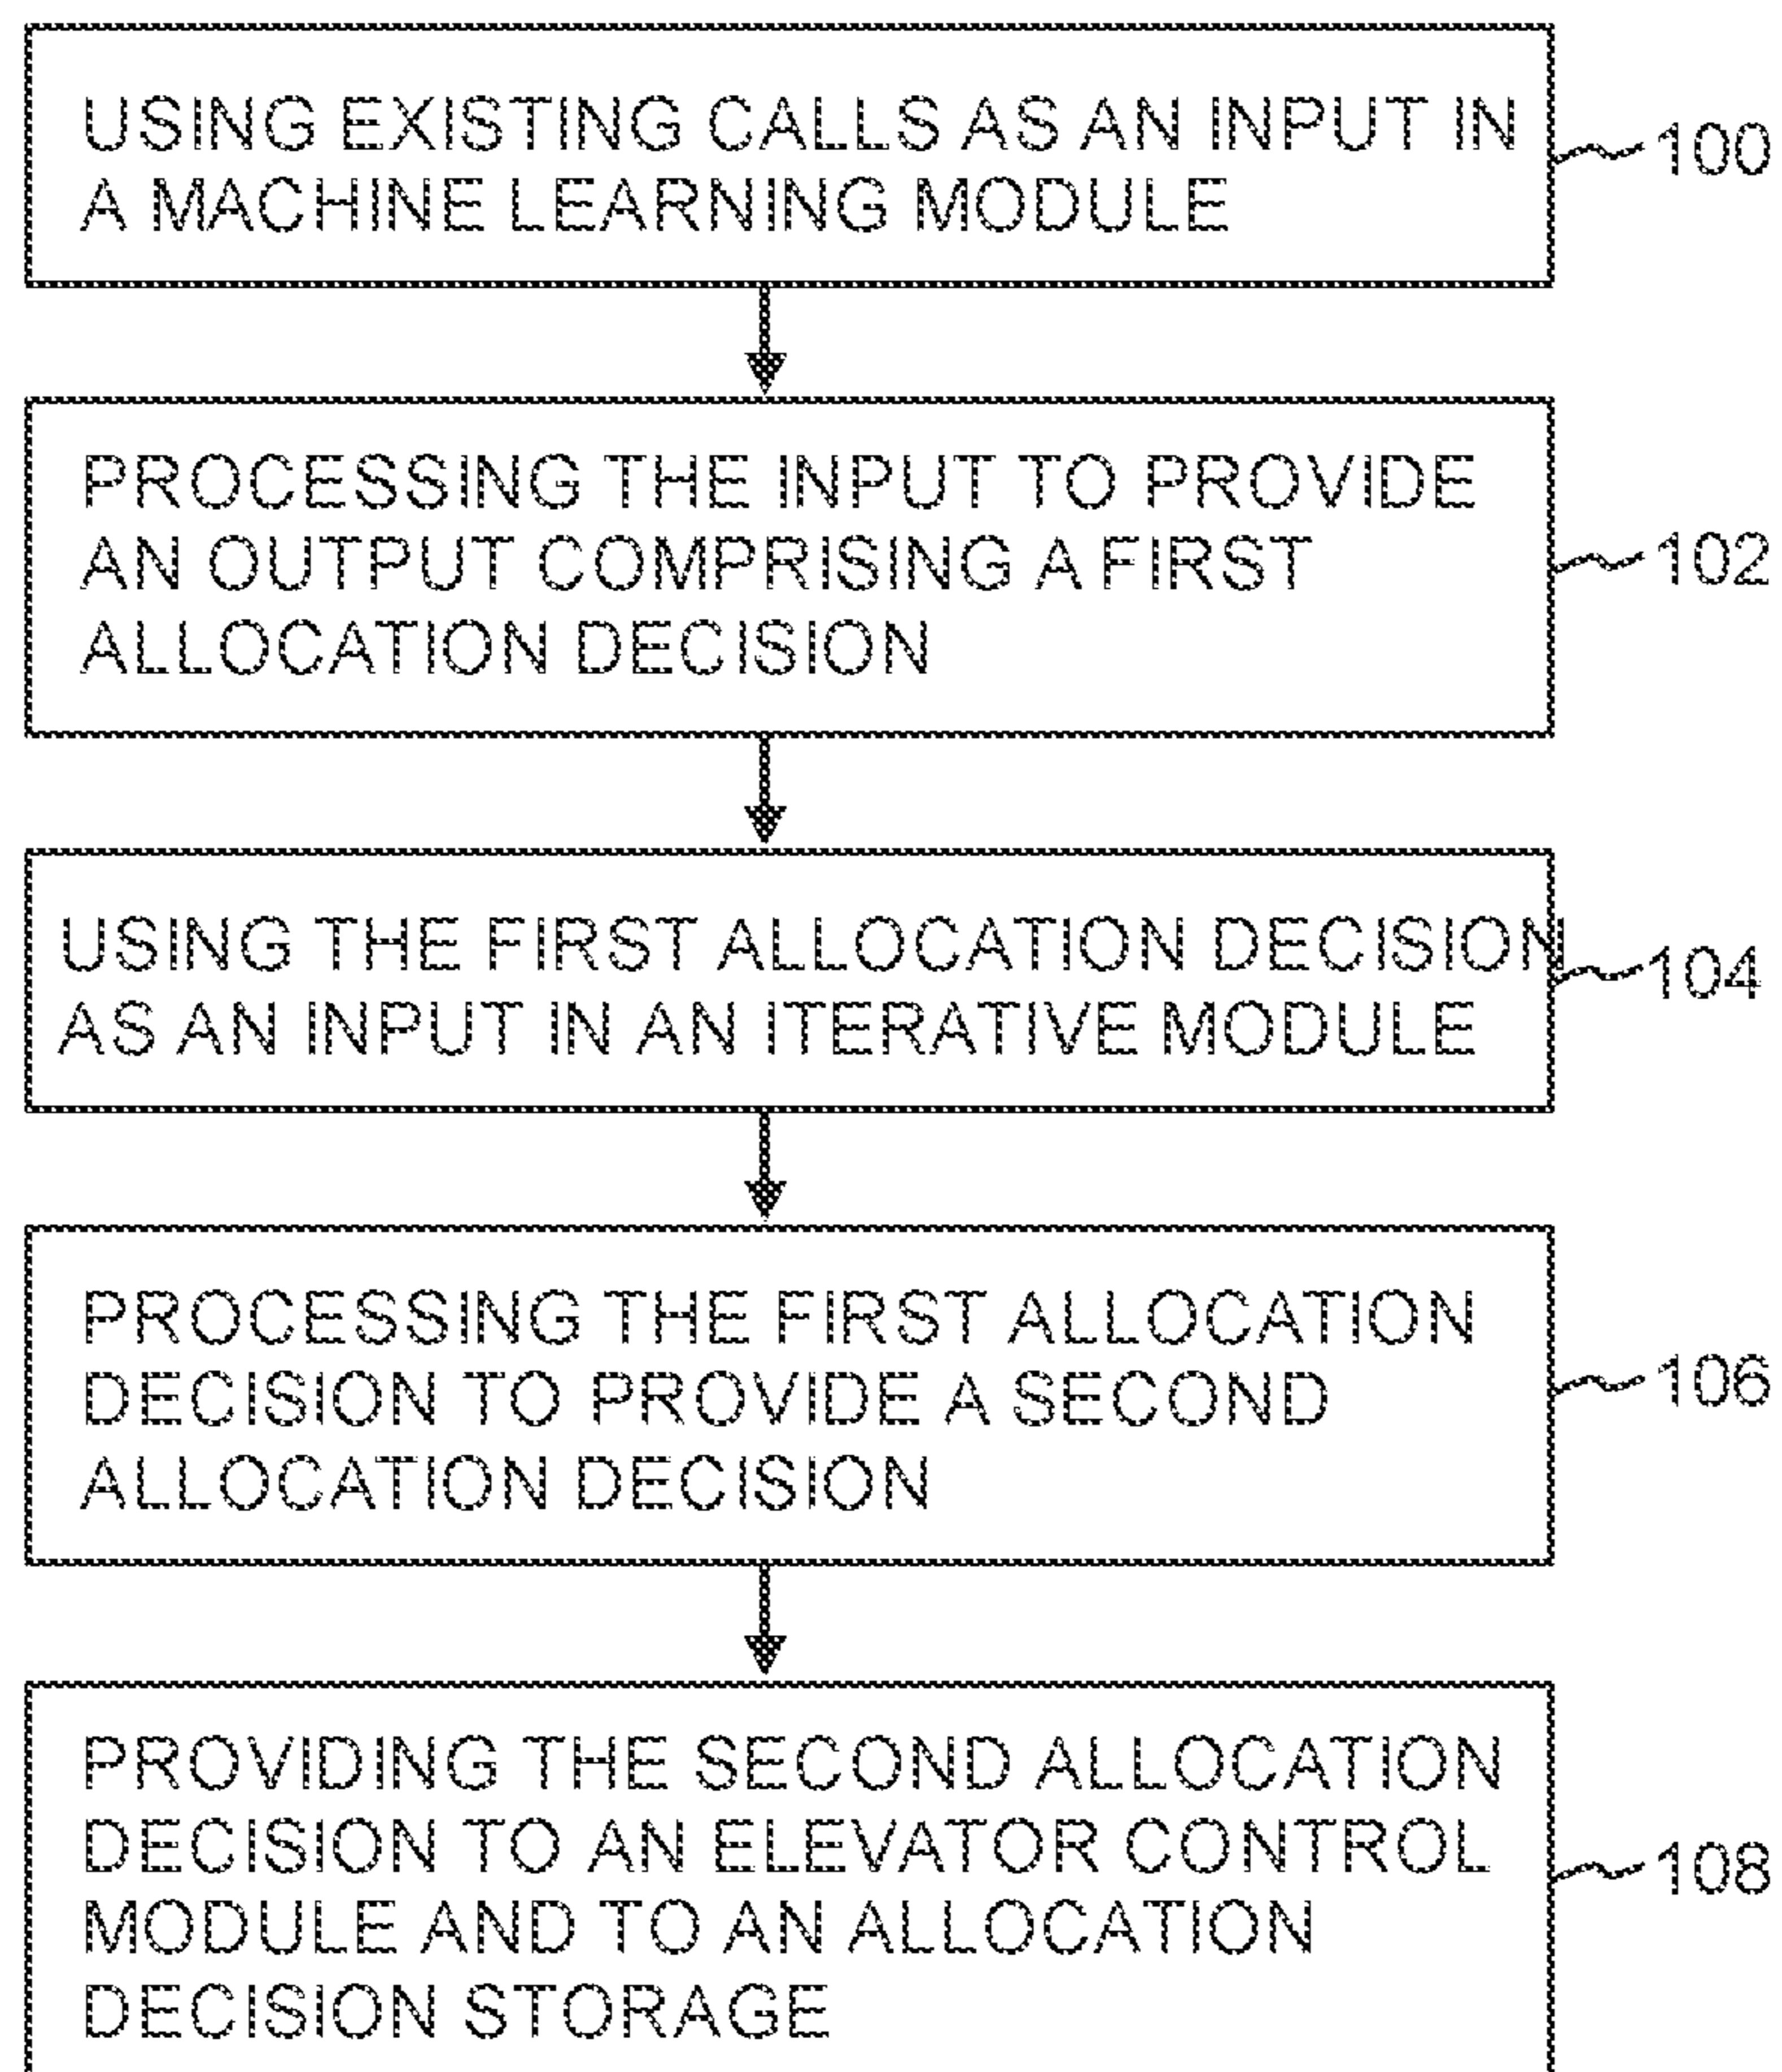 USING EXISTING CALLS AS AN INPUT IN
A MACHINE LEARNING MODULE
100
PROCESSING THE INPUT TO PROVIDE
AN OUTPUT COMPRISING A FIRST
ALLOCATION DECISION
102
USING THE FIRST ALLOCATION DECISION
AS AN INPUT IN AN ITERATIVE MODULE
104
PROCESSING THE FIRST ALLOCATION
DECISION TO PROVIDE A SECOND
ALLOCATION DECISION
106
PROVIDING THE SECOND ALLOCATION
DECISION TO AN ELEVATOR CONTROL
MODULE AND TO AN ALLOCATION
DECISION STORAGE
108